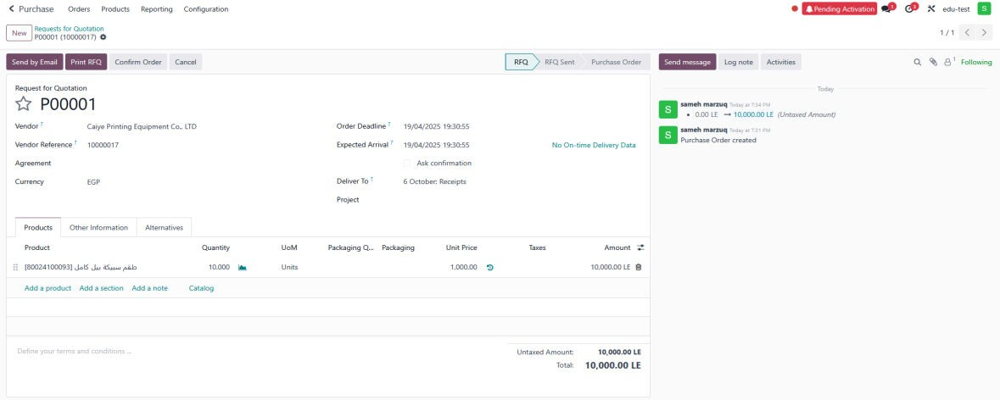 Purchase Orders Products Reporting Configuration Pending Activation 1 3 edu-test S
New Requests for Quotation
P00001 (10000017)
1 / 1
Send by Email Print RFQ Confirm Order Cancel RFQ RFQ Sent Purchase Order
Send message Log note Activities 1 Following
Request for Quotation
P00001
Vendor ? Caiye Printing Equipment Co., LTD
Vendor Reference ? 10000017
Agreement
Currency EGP
Order Deadline ? 19/04/2025 19:30:55
Expected Arrival ? 19/04/2025 19:30:55 No On-time Delivery Data
Ask confirmation
Deliver To ? 6 October: Receipts
Project
Products Other Information Alternatives
Product Quantity UoM Packaging Q... Packaging Unit Price Taxes Amount
[80024100093] طقم سبيكة بيل كامل 10.000 Units 1,000.00 10,000.00 LE
Add a product Add a section Add a note Catalog
Define your terms and conditions ...
Untaxed Amount: 10,000.00 LE
Total: 10,000.00 LE
Today
S
sameh marzuq Today at 7:34 PM
• 0.00 LE → 10,000.00 LE (Untaxed Amount)
S
sameh marzuq Today at 7:31 PM
Purchase Order created